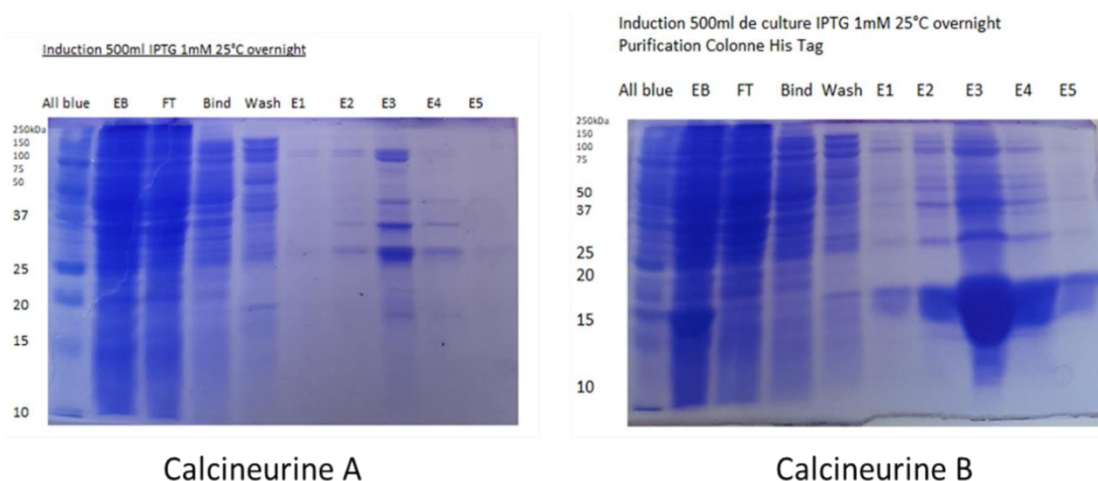 Induction 500ml IPTG 1mM 25°C overnight
All blue EB FT Bind Wash E1 E2 E3 E4 E5
250kDa
150
100
75
50
37
25
20
15
10
Calcineurine A
Induction 500ml de culture IPTG 1mM 25°C overnight
Purification Colonne His Tag
All blue EB FT Bind Wash E1 E2 E3 E4 E5
250kDa
150
100
75
50
37
25
20
15
10
Calcineurine B